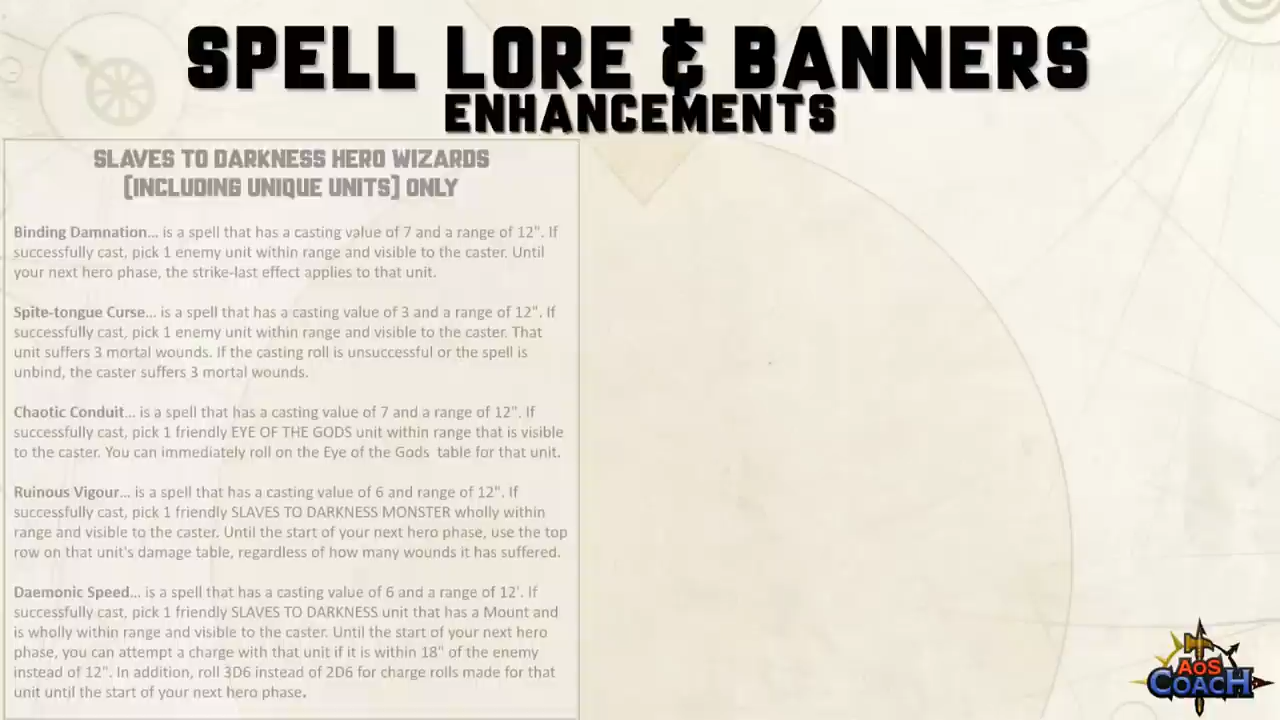 SPELL LORE & BANNERS
ENHANCEMENTS
SLAVES TO DARKNESS HERO WIZARDS
(INCLUDING UNIQUE UNITS) ONLY
Binding Damnation... is a spell that has a casting value of 7 and a range of 12". If
successfully cast, pick 1 enemy unit within range and visible to the caster. Until
your next hero phase, the strike-last effect applies to that unit.
Spite-tongue Curse... is a spell that has a casting value of 3 and a range of 12". If
successfully cast, pick 1 enemy unit within range and visible to the caster. That
unit suffers 3 mortal wounds. If the casting roll is unsuccessful or the spell is
unbind, the caster suffers 3 mortal wounds.
Chaotic Conduit... is a spell that has a casting value of 7 and a range of 12". If
successfully cast, pick 1 friendly EYE OF THE GODS unit within range that is visible
to the caster. You can immediately roll on the Eye of the Gods table for that unit.
Ruinous Vigour... is a spell that has a casting value of 6 and range of 12". If
successfully cast, pick 1 friendly SLAVES TO DARKNESS MONSTER wholly within
range and visible to the caster. Until the start of your next hero phase, use the top
row on that unit's damage table, regardless of how many wounds it has suffered.
Daemonic Speed... is a spell that has a casting value of 6 and a range of 12'. If
successfully cast, pick 1 friendly SLAVES TO DARKNESS unit that has a Mount and
is wholly within range and visible to the caster. Until the start of your next hero
phase, you can attempt a charge with that unit if it is within 18" of the enemy
instead of 12". In addition, roll 3D6 instead of 2D6 for charge rolls made for that
unit until the start of your next hero phase.
AOS
COACH